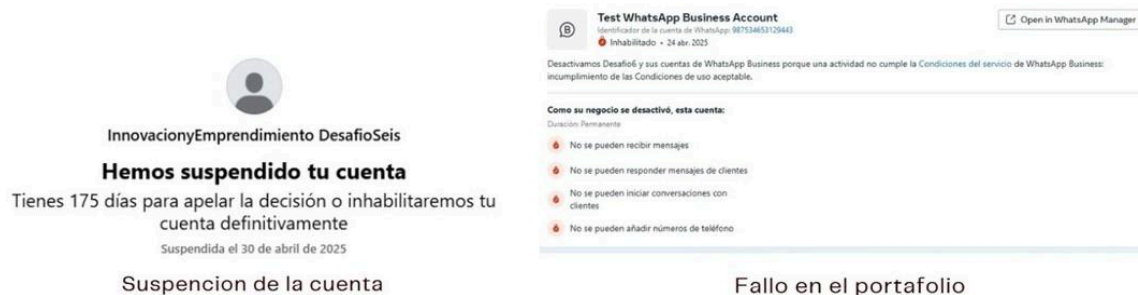 InnovacionyEmprendimiento DesafioSeis
Hemos suspendido tu cuenta
Tienes 175 días para apelar la decisión o inhabilitaremos tu
cuenta definitivamente
Suspendida el 30 de abril de 2025
Suspencion de la cuenta
Test WhatsApp Business Account
Identificador de la cuenta de WhatsApp: 987534653129443
Inhabilitado • 24 abr. 2025
Open in WhatsApp Manager
Desactivamos Desafio6 y sus cuentas de WhatsApp Business porque una actividad no cumple la Condiciones del servicio de WhatsApp Business:
incumplimiento de las Condiciones de uso aceptable.
Como su negocio se desactivó, esta cuenta:
Duración: Permanente
No se pueden recibir mensajes
No se pueden responder mensajes de clientes
No se pueden iniciar conversaciones con
clientes
No se pueden añadir números de teléfono
Fallo en el portafolio